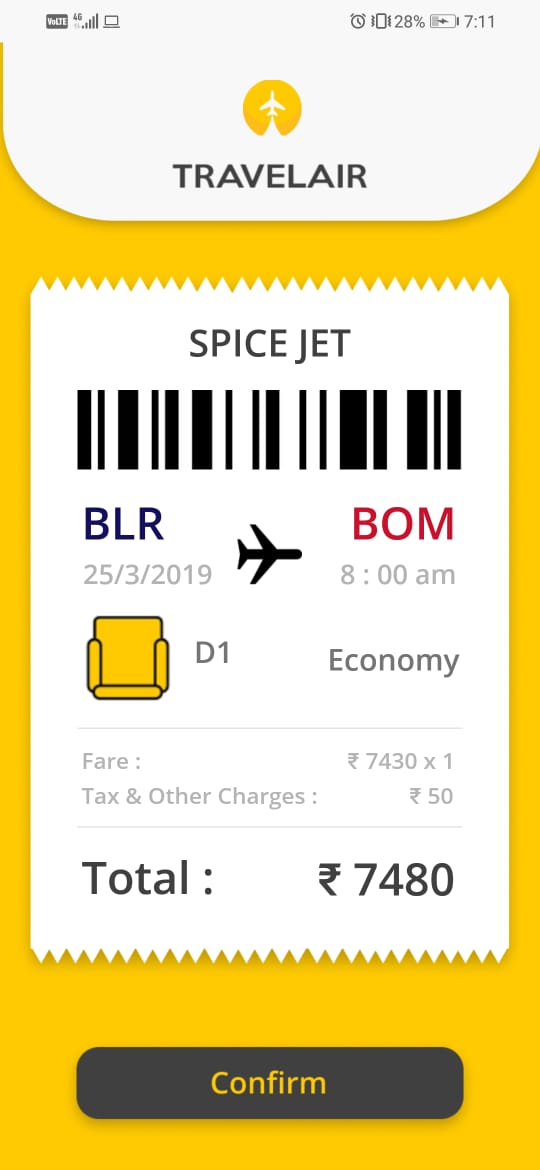 VoLTE 4G 28% 7:11
TRAVELAIR
SPICE JET
BLR BOM
25/3/2019 8 : 00 am
D1 Economy
Fare : ₹ 7430 x 1
Tax & Other Charges : ₹ 50
Total : ₹ 7480
Confirm